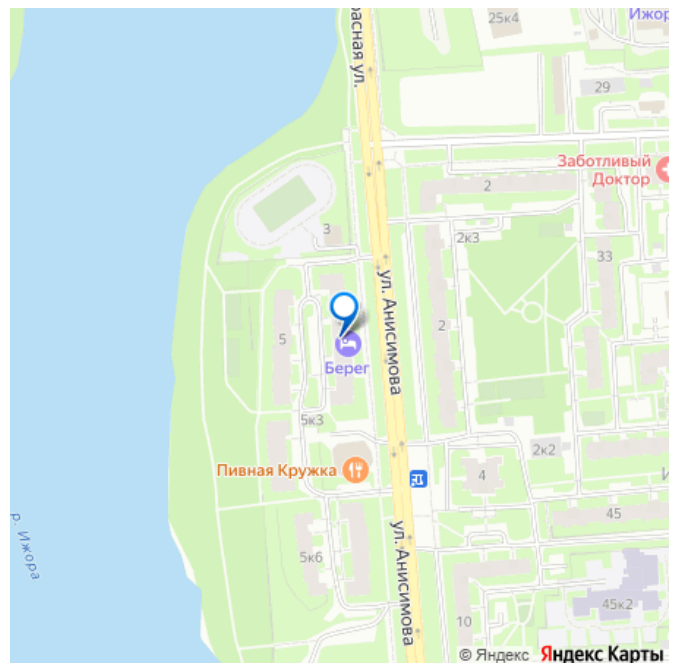 25к4
Ижор
расная ул.
29
Заботливый
Доктор
2
3
2к3
33
ул. Анисимова
5
2
Берег
5к3
2к2
Пивная Кружка
4
И
45
р. Ижора
ул. Анисимова
5к6
45к2
10
© Яндекс Яндекс Карты